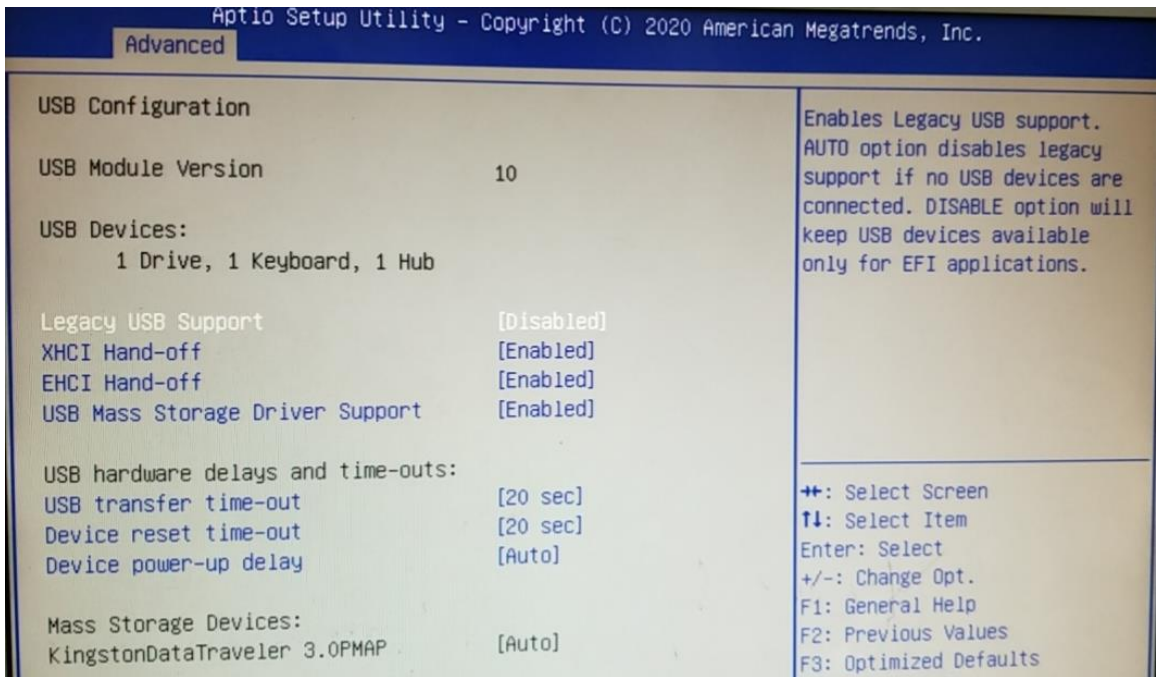 Aptio Setup Utility – Copyright (C) 2020 American Megatrends, Inc.
Advanced
USB Configuration
USB Module Version 10
USB Devices:
1 Drive, 1 Keyboard, 1 Hub
Legacy USB Support [Disabled]
XHCI Hand-off [Enabled]
EHCI Hand-off [Enabled]
USB Mass Storage Driver Support [Enabled]
USB hardware delays and time-outs:
USB transfer time-out [20 sec]
Device reset time-out [20 sec]
Device power-up delay [Auto]
Mass Storage Devices:
KingstonDataTraveler 3.0PMAP [Auto]
Enables Legacy USB support.
AUTO option disables legacy
support if no USB devices are
connected. DISABLE option will
keep USB devices available
only for EFI applications.
→←: Select Screen
↑↓: Select Item
Enter: Select
+/-: Change Opt.
F1: General Help
F2: Previous Values
F3: Optimized Defaults